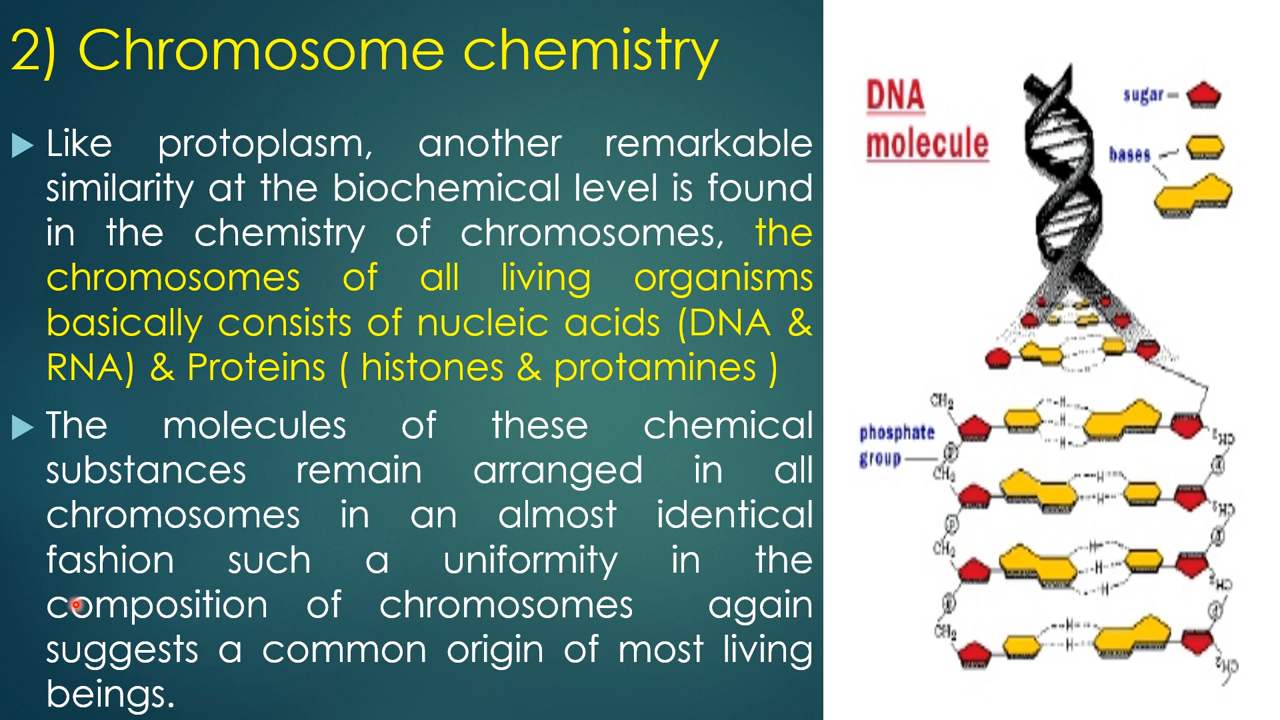 2) Chromosome chemistry
Like protoplasm, another remarkable
similarity at the biochemical level is found
in the chemistry of chromosomes, the
chromosomes of all living organisms
basically consists of nucleic acids (DNA &
RNA) & Proteins ( histones & protamines )
The molecules of these chemical
substances remain arranged in all
chromosomes in an almost identical
fashion such a uniformity in the
composition of chromosomes again
suggests a common origin of most living
beings.
DNA
molecule
sugar
bases
phosphate
group
CH2
H
H
H
CH2
P
P
CH2
H
H
CH2
P
P
CH2
H
H
H
CH2
P
P
CH2
H
H
CH2